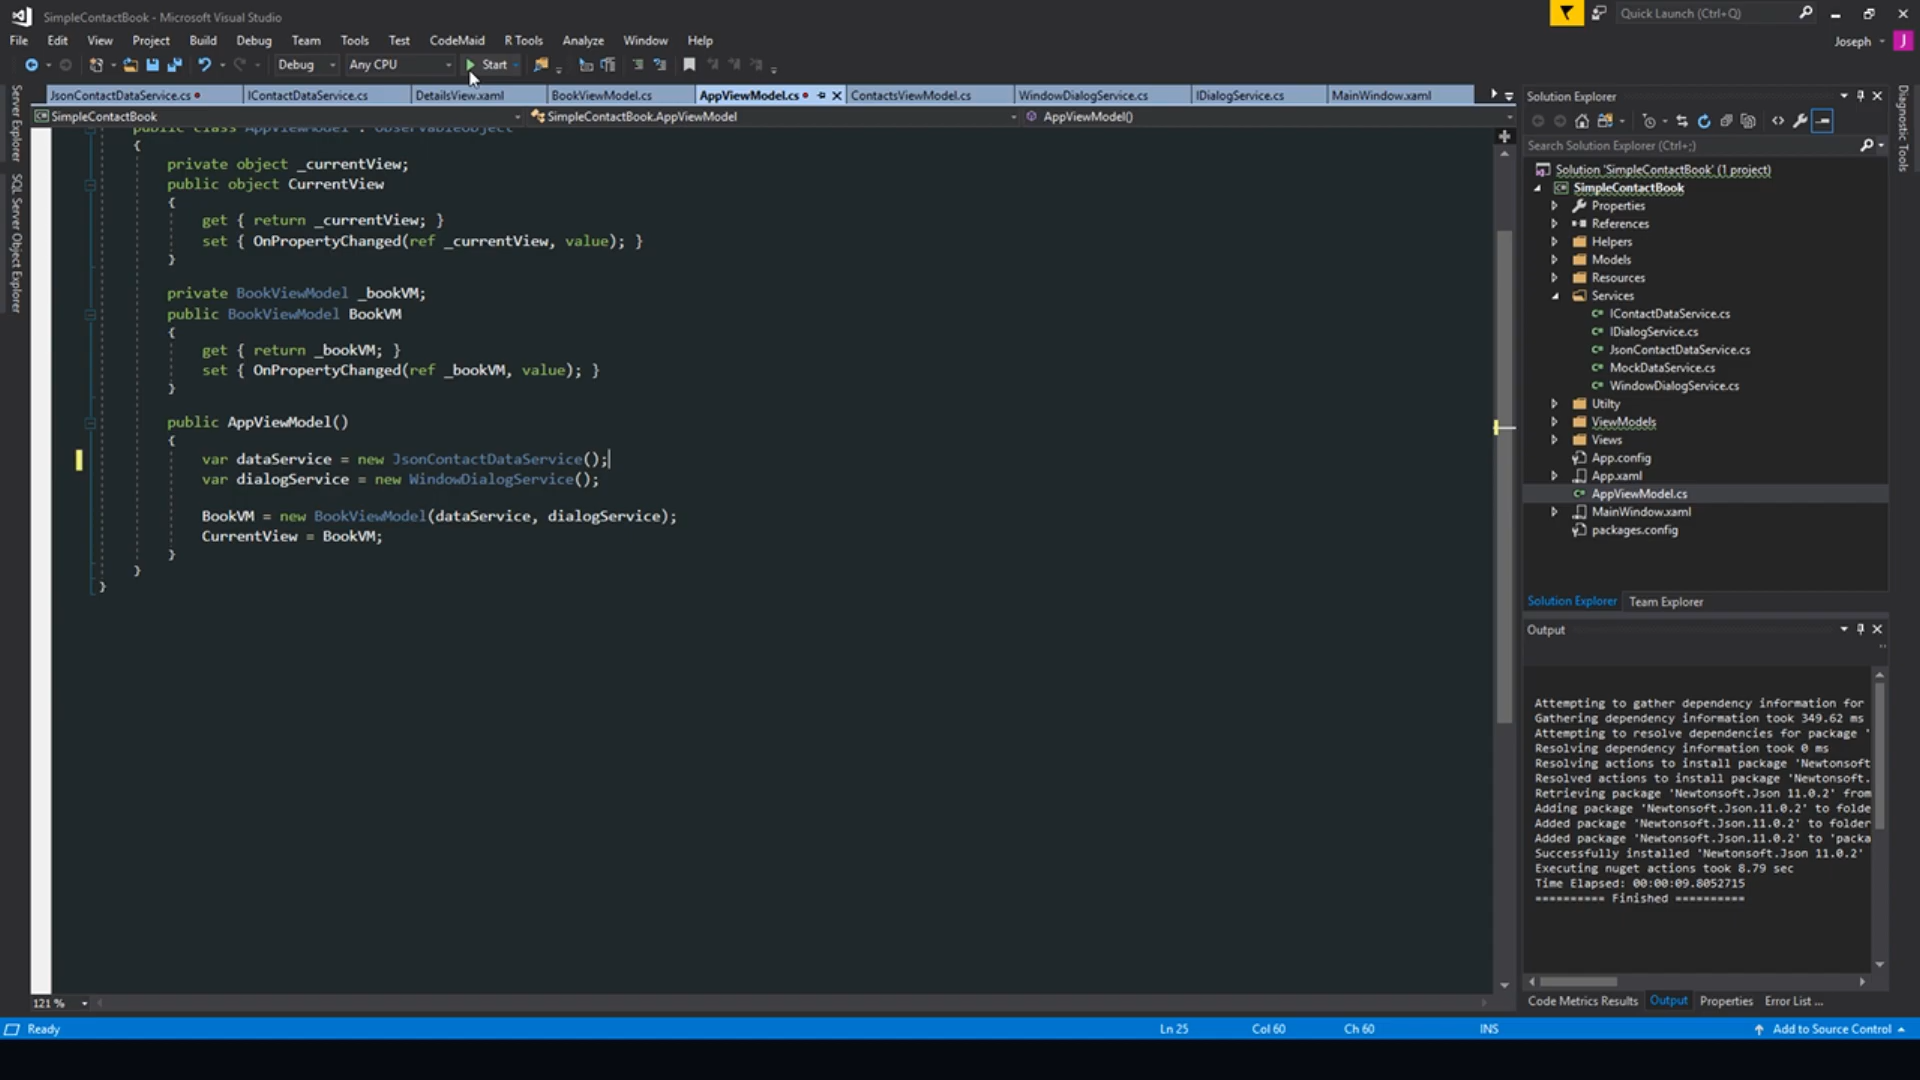 SimpleContactBook - Microsoft Visual Studio
Quick Launch (Ctrl+Q)
File Edit View Project Build Debug Team Tools Test CodeMaid R Tools Analyze Window Help
Joseph J
Debug Any CPU Start
JsonContactDataService.cs IContactDataService.cs DetailsView.xaml BookViewModel.cs AppViewModel.cs ContactsViewModel.cs WindowDialogService.cs IDialogService.cs MainWindow.xaml
SimpleContactBook SimpleContactBook.AppViewModel AppViewModel()
public class AppViewModel : ObservableObject
{
private object _currentView;
public object CurrentView
{
get { return _currentView; }
set { OnPropertyChanged(ref _currentView, value); }
}
private BookViewModel _bookVM;
public BookViewModel BookVM
{
get { return _bookVM; }
set { OnPropertyChanged(ref _bookVM, value); }
}
public AppViewModel()
{
var dataService = new JsonContactDataService();
var dialogService = new WindowDialogService();
BookVM = new BookViewModel(dataService, dialogService);
CurrentView = BookVM;
}
}
}
121 %
Server Explorer
SQL Server Object Explorer
Diagnostic Tools
Solution Explorer
Search Solution Explorer (Ctrl+;)
Solution 'SimpleContactBook' (1 project)
SimpleContactBook
Properties
References
Helpers
Models
Resources
Services
IContactDataService.cs
IDialogService.cs
JsonContactDataService.cs
MockDataService.cs
WindowDialogService.cs
Utilty
ViewModels
Views
App.config
App.xaml
AppViewModel.cs
MainWindow.xaml
packages.config
Solution Explorer Team Explorer
Output
Attempting to gather dependency information for
Gathering dependency information took 349.62 ms
Attempting to resolve dependencies for package '
Resolving dependency information took 0 ms
Resolving actions to install package 'Newtonsoft
Resolved actions to install package 'Newtonsoft.
Retrieving package 'Newtonsoft.Json 11.0.2' from
Adding package 'Newtonsoft.Json.11.0.2' to folde
Added package 'Newtonsoft.Json.11.0.2' to folder
Added package 'Newtonsoft.Json.11.0.2' to 'packa
Successfully installed 'Newtonsoft.Json 11.0.2'
Executing nuget actions took 8.79 sec
Time Elapsed: 00:00:09.8052715
========== Finished ==========
Code Metrics Results Output Properties Error List ...
Ready Ln 25 Col 60 Ch 60 INS Add to Source Control